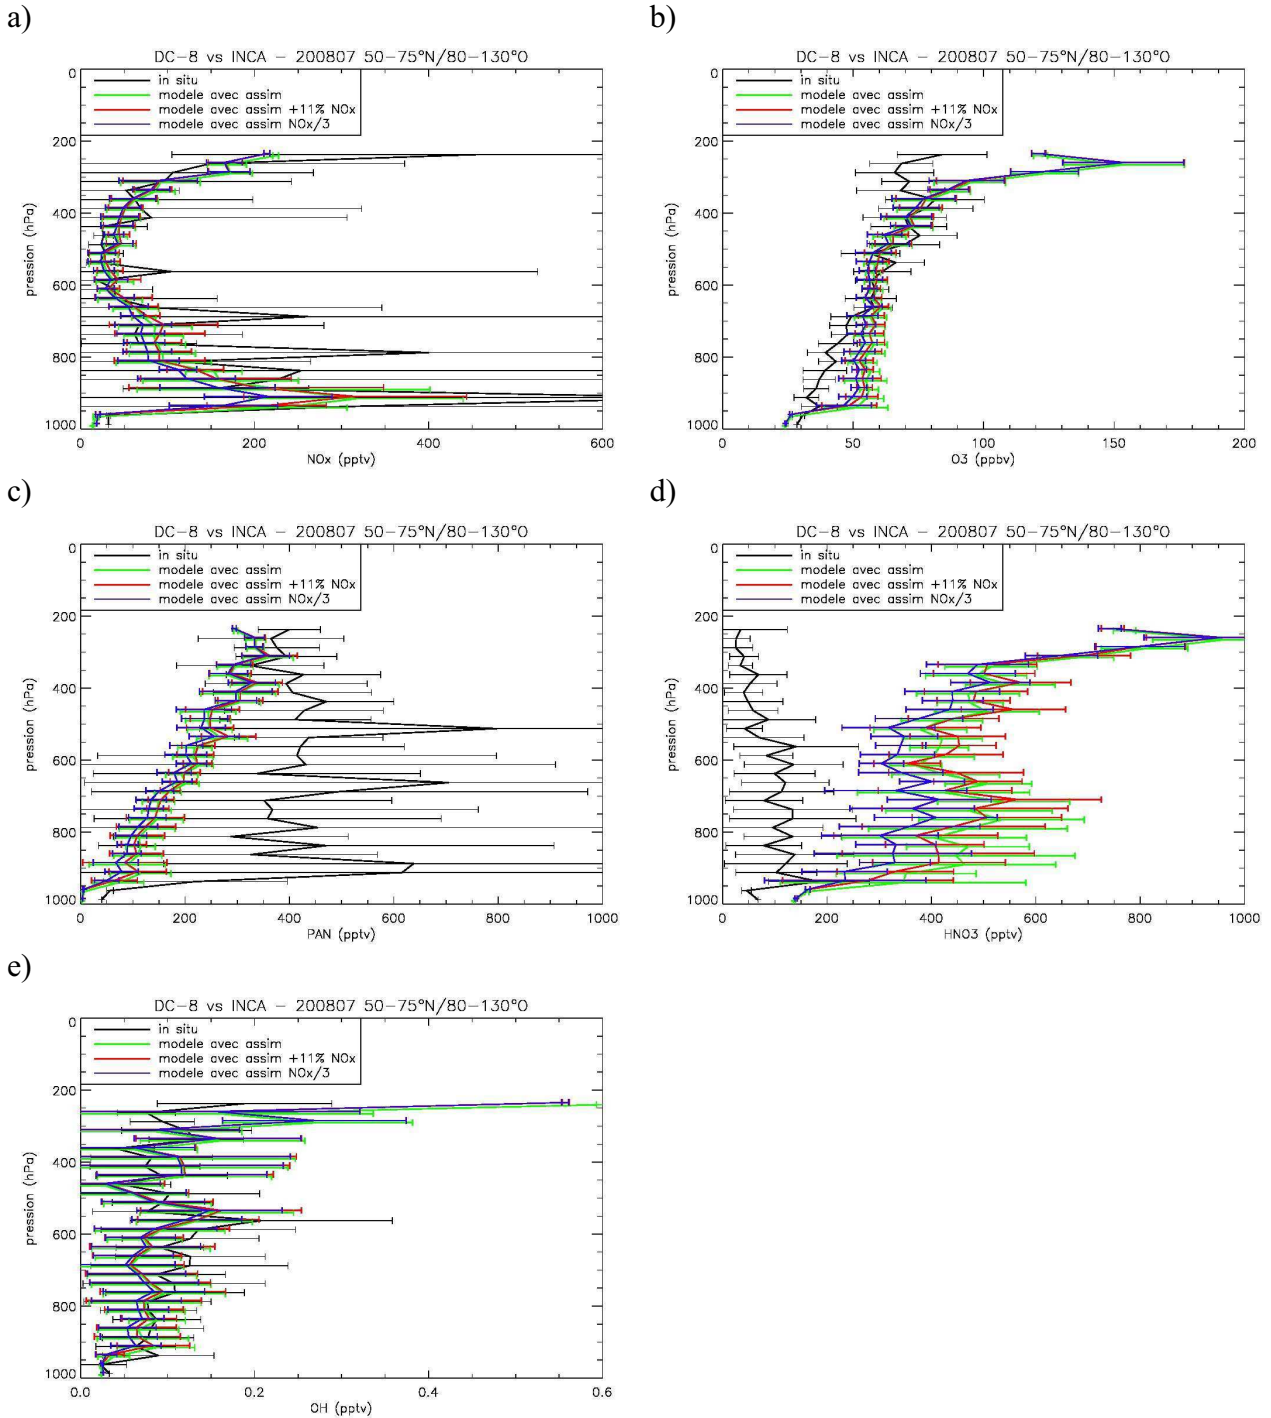 a)
DC-8 vs INCA - 200807 50-75°N/80-130°O
in situ
modele avec assim
modele avec assim +11% NOx
modele avec assim NOx/3
0
200
400
600
800
1000
pression (hPa)
0
200
400
600
NOx (pptv)
b)
DC-8 vs INCA - 200807 50-75°N/80-130°O
in situ
modele avec assim
modele avec assim +11% NOx
modele avec assim NOx/3
0
200
400
600
800
1000
pression (hPa)
0
50
100
150
200
O3 (ppbv)
c)
DC-8 vs INCA - 200807 50-75°N/80-130°O
in situ
modele avec assim
modele avec assim +11% NOx
modele avec assim NOx/3
0
200
400
600
800
1000
pression (hPa)
0
200
400
600
800
1000
PAN (pptv)
d)
DC-8 vs INCA - 200807 50-75°N/80-130°O
in situ
modele avec assim
modele avec assim +11% NOx
modele avec assim NOx/3
0
200
400
600
800
1000
pression (hPa)
0
200
400
600
800
1000
HNO3 (pptv)
e)
DC-8 vs INCA - 200807 50-75°N/80-130°O
in situ
modele avec assim
modele avec assim +11% NOx
modele avec assim NOx/3
0
200
400
600
800
1000
pression (hPa)
0.0
0.2
0.4
0.6
OH (pptv)